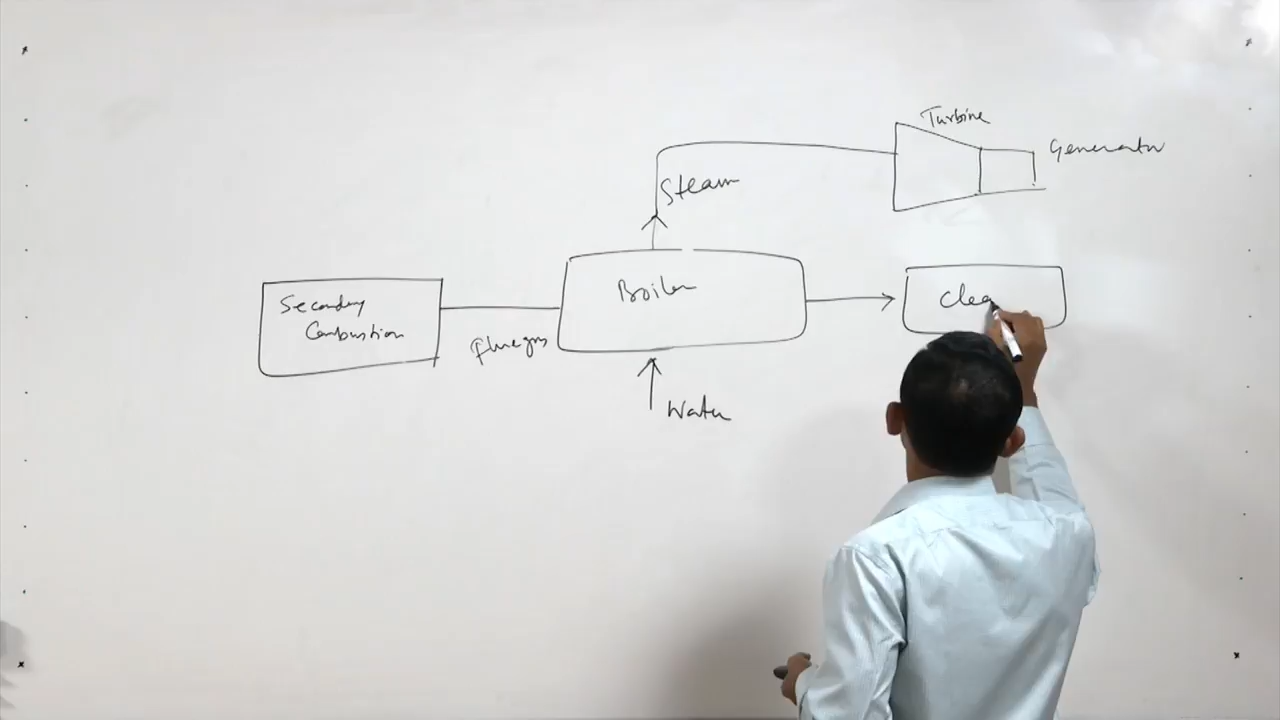 Turbine
Generator
Steam
Boiler
Secondary
Combustion
Fluegas
Water
Clea